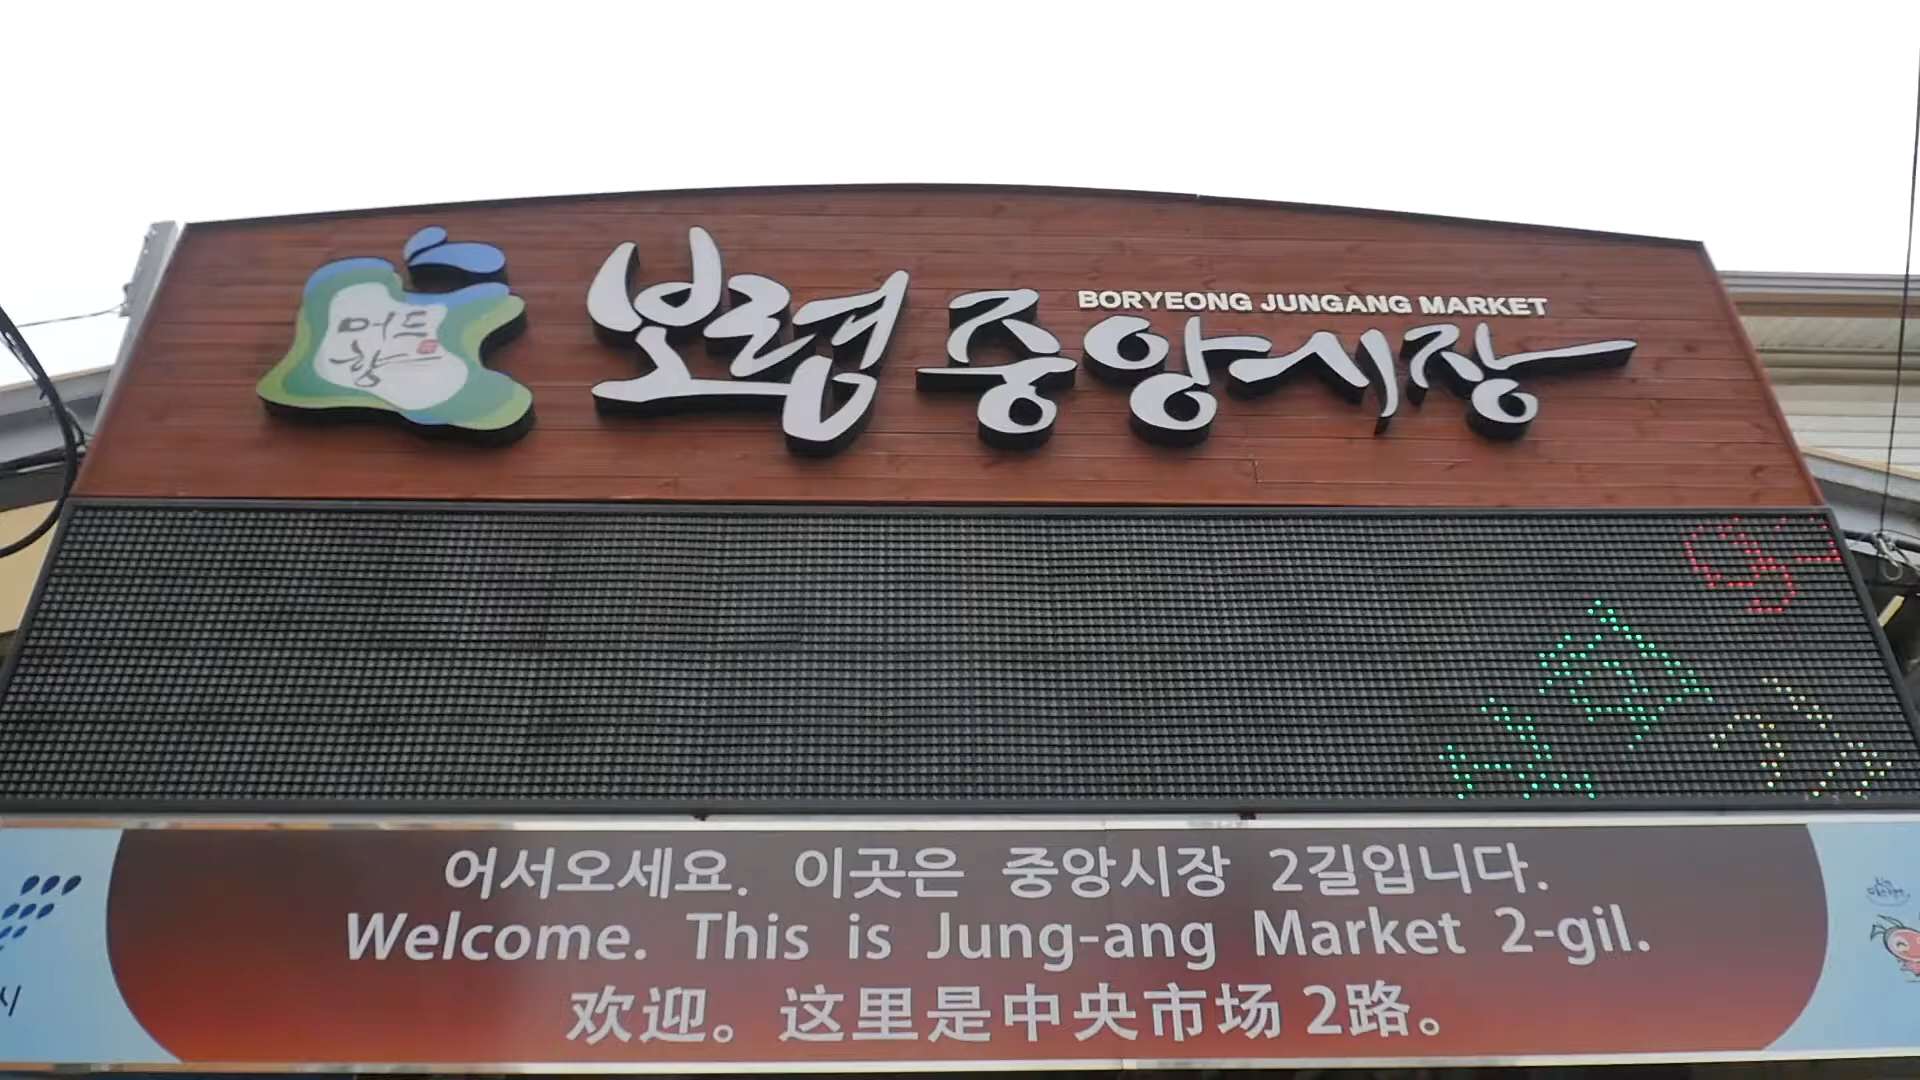 머드
향
BORYEONG JUNGANG MARKET
보령 중앙시장
어서오세요. 이곳은 중앙시장 2길입니다.
Welcome. This is Jung-ang Market 2-gil.
欢迎。这里是中央市场 2路。
시